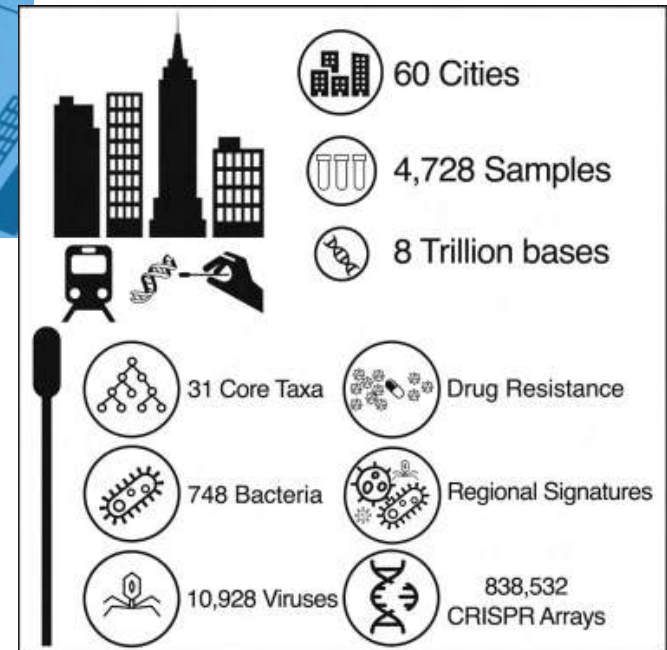 60 Cities
4,728 Samples
8 Trillion bases
31 Core Taxa
Drug Resistance
748 Bacteria
Regional Signatures
10,928 Viruses
838,532
CRISPR Arrays